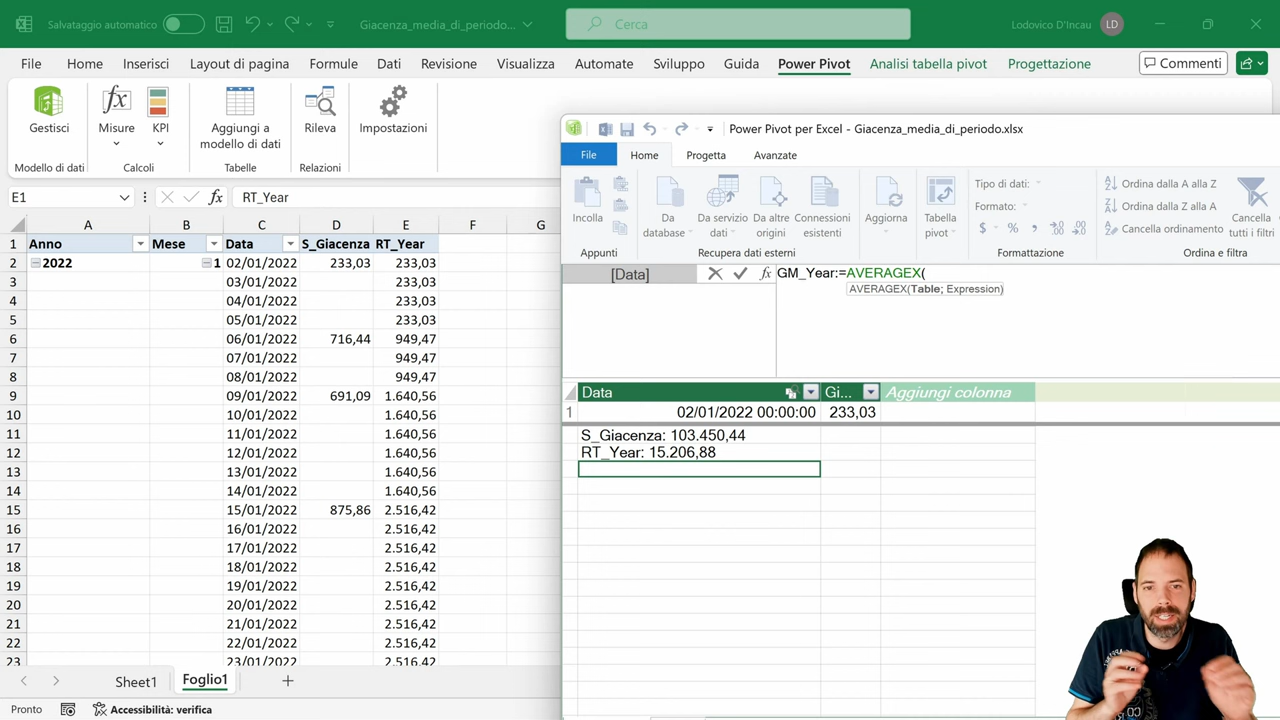 Salvataggio automatico
Giacenza_media_di_periodo...
Cerca
Lodovico D'Incau
LD
File
Home
Inserisci
Layout di pagina
Formule
Dati
Revisione
Visualizza
Automate
Sviluppo
Guida
Power Pivot
Analisi tabella pivot
Progettazione
Commenti
Gestisci
Misure
KPI
Aggiungi a
modello di dati
Rileva
Impostazioni
Modello di dati
Calcoli
Tabelle
Relazioni
E1
fx
RT_Year
A B C D E F G
1 Anno Mese Data S_Giacenza RT_Year
2 2022 1 02/01/2022 233,03 233,03
3 03/01/2022 233,03
4 04/01/2022 233,03
5 05/01/2022 233,03
6 06/01/2022 716,44 949,47
7 07/01/2022 949,47
8 08/01/2022 949,47
9 09/01/2022 691,09 1.640,56
10 10/01/2022 1.640,56
11 11/01/2022 1.640,56
12 12/01/2022 1.640,56
13 13/01/2022 1.640,56
14 14/01/2022 1.640,56
15 15/01/2022 875,86 2.516,42
16 16/01/2022 2.516,42
17 17/01/2022 2.516,42
18 18/01/2022 2.516,42
19 19/01/2022 2.516,42
20 20/01/2022 2.516,42
21 21/01/2022 2.516,42
22 22/01/2022 2.516,42
23 23/01/2022 2.516,42
Sheet1
Foglio1
Pronto
Accessibilità: verifica
Power Pivot per Excel - Giacenza_media_di_periodo.xlsx
File
Home
Progetta
Avanzate
Incolla
Da
database
Da servizio
dati
Da altre
origini
Connessioni
esistenti
Aggiorna
Tabella
pivot
Tipo di dati:
Formato:
$ % ,
Ordina dalla A alla Z
Ordina dalla Z alla A
Cancella ordinamento
Cancella
tutti i filtri
Appunti
Recupera dati esterni
Formattazione
Ordina e filtra
[Data]
fx
GM_Year:=AVERAGEX(
AVERAGEX(Table; Expression)
Data
Gi...
Aggiungi colonna
1 02/01/2022 00:00:00 233,03
S_Giacenza: 103.450,44
RT_Year: 15.206,88